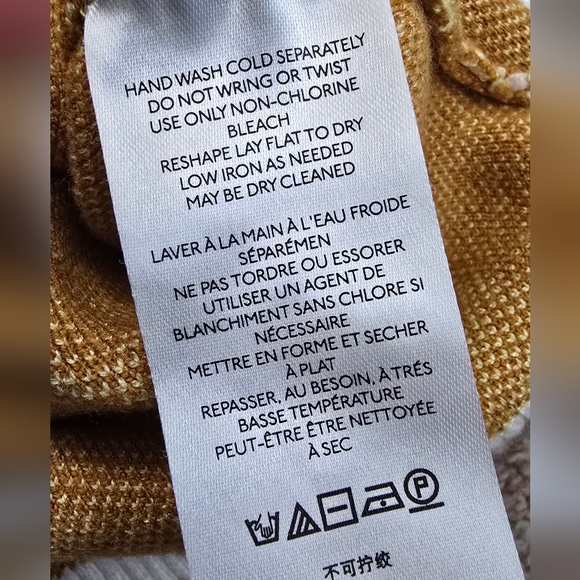 HAND WASH COLD SEPARATELY
DO NOT WRING OR TWIST
USE ONLY NON-CHLORINE
BLEACH
RESHAPE LAY FLAT TO DRY
LOW IRON AS NEEDED
MAY BE DRY CLEANED
LAVER À LA MAIN À L'EAU FROIDE
SÉPARÉMEN
NE PAS TORDRE OU ESSORER
UTILISER UN AGENT DE
BLANCHIMENT SANS CHLORE SI
NÉCESSAIRE
METTRE EN FORME ET SECHER
À PLAT
REPASSER, AU BESOIN, À TRÉS
BASSE TEMPÉRATURE
PEUT-ÊTRE ÊTRE NETTOYÉE
À SEC
P
不可拧绞